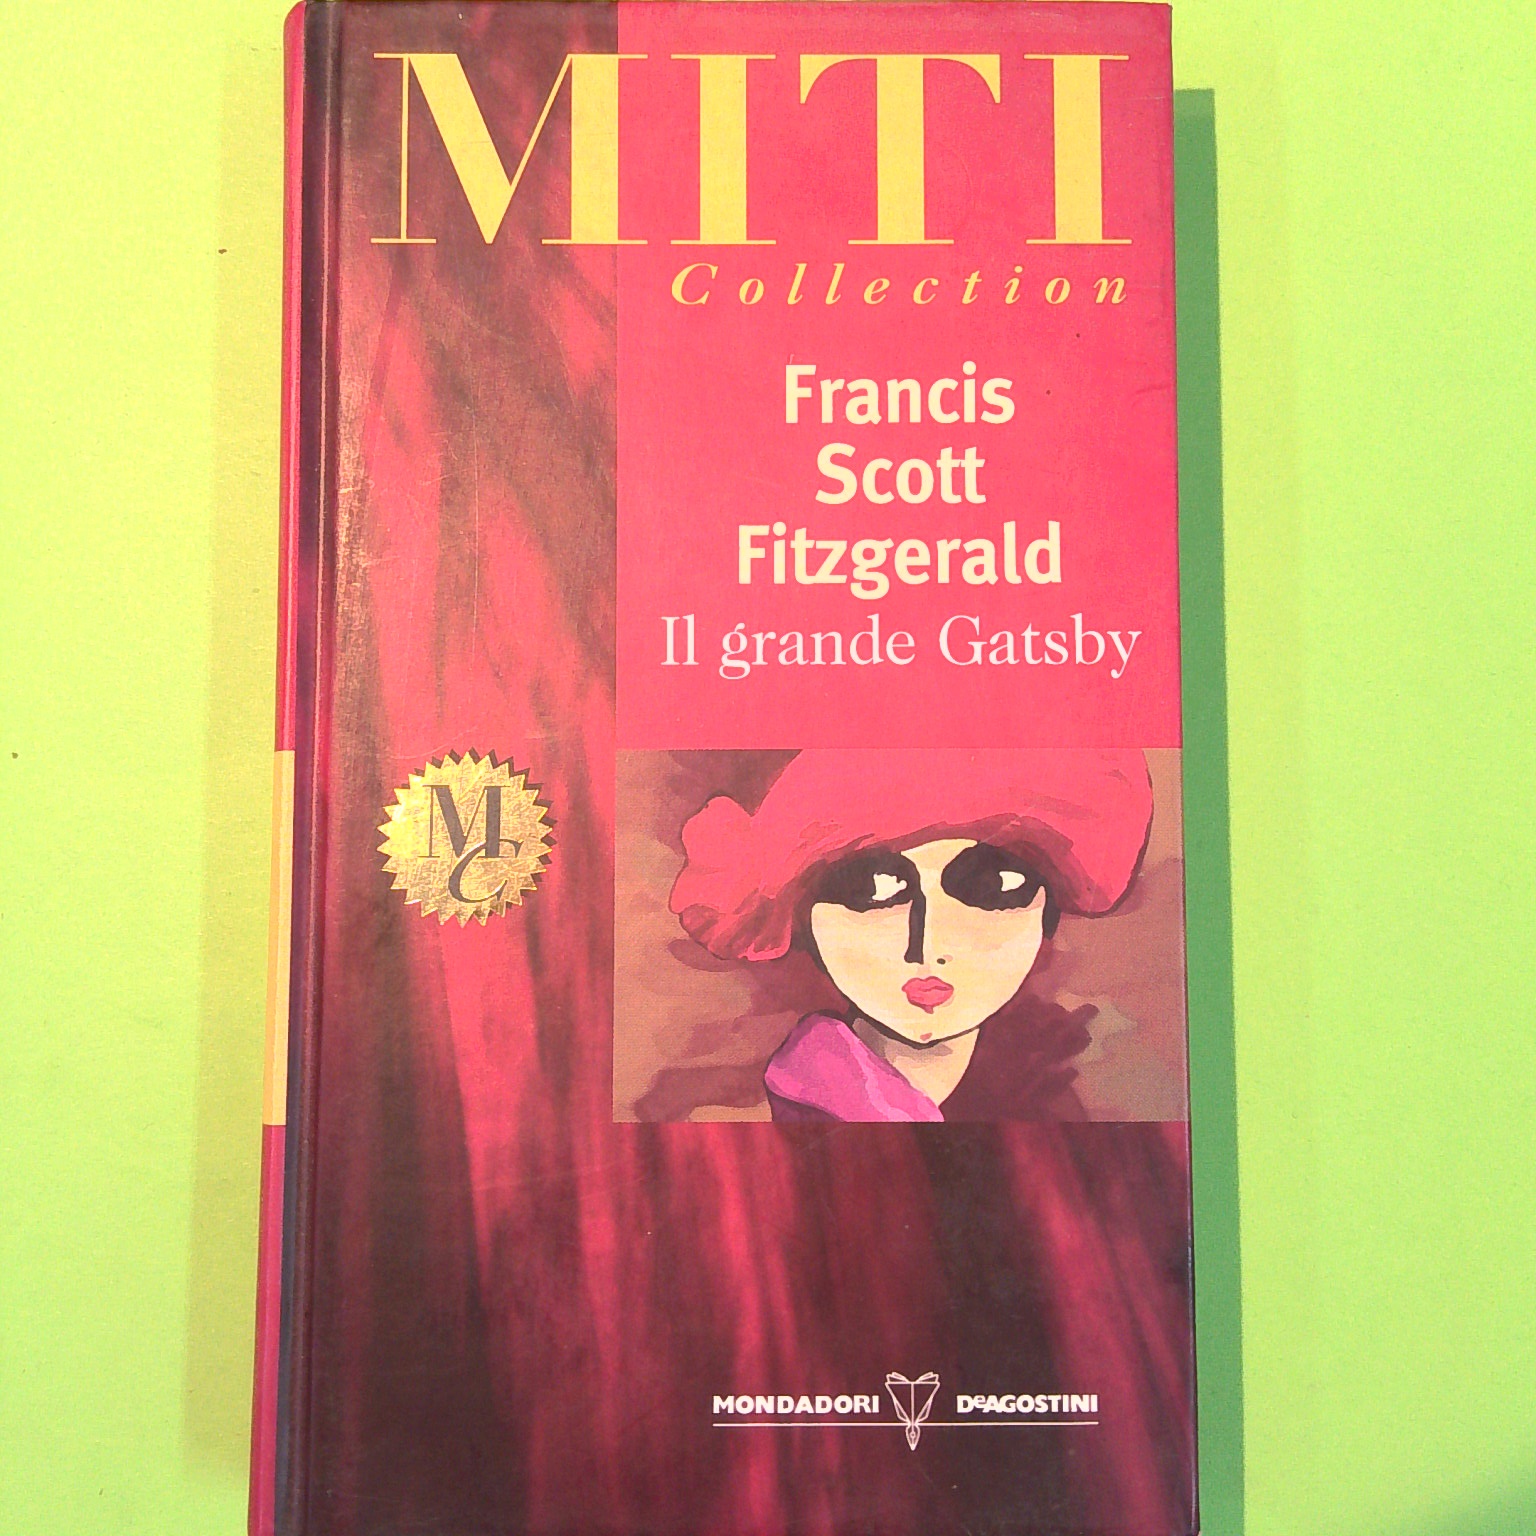 MITI
Collection
Francis
Scott
Fitzgerald
Il grande Gatsby
MC
MONDADORI DeAGOSTINI